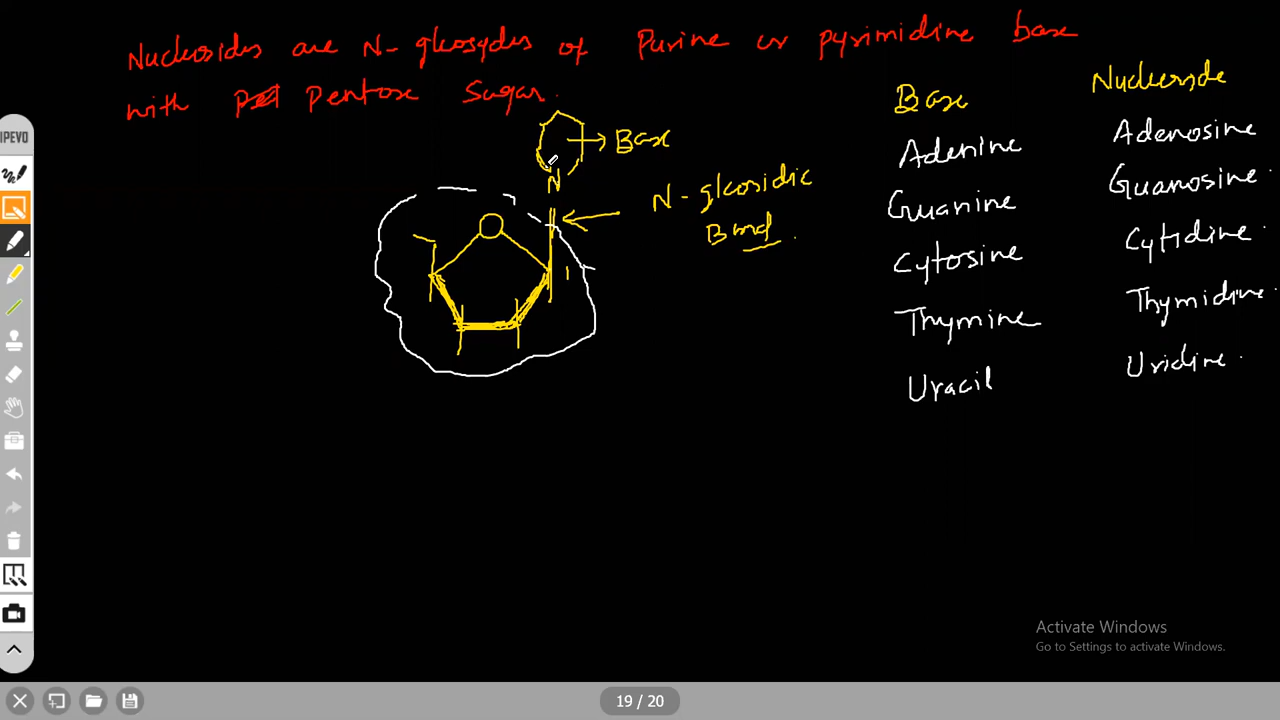 Nucleosides are N-glcosydes of Purine or pyrimidine base
with Pentose Sugar.
Base Nucleoside
Adenine Adenosine
Guanine Guanosine
Cytosine Cytidine
Thymine Thymidine
Uracil Uridine
Base
N
N-glcosidic
Bond
O
1
IPEVO
Activate Windows
Go to Settings to activate Windows.
19 / 20